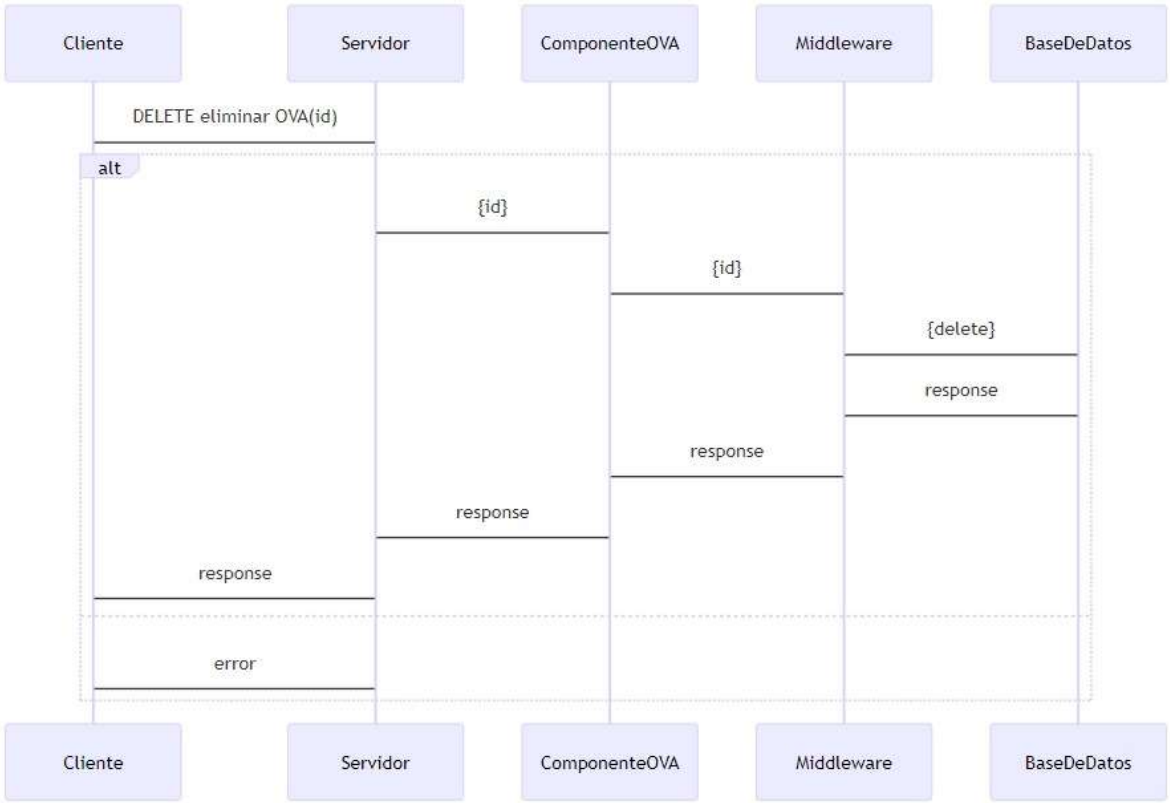 Cliente
Servidor
ComponenteOVA
Middleware
BaseDeDatos
DELETE eliminar OVA(id)
alt
{id}
{id}
{delete}
response
response
response
response
error
Cliente
Servidor
ComponenteOVA
Middleware
BaseDeDatos